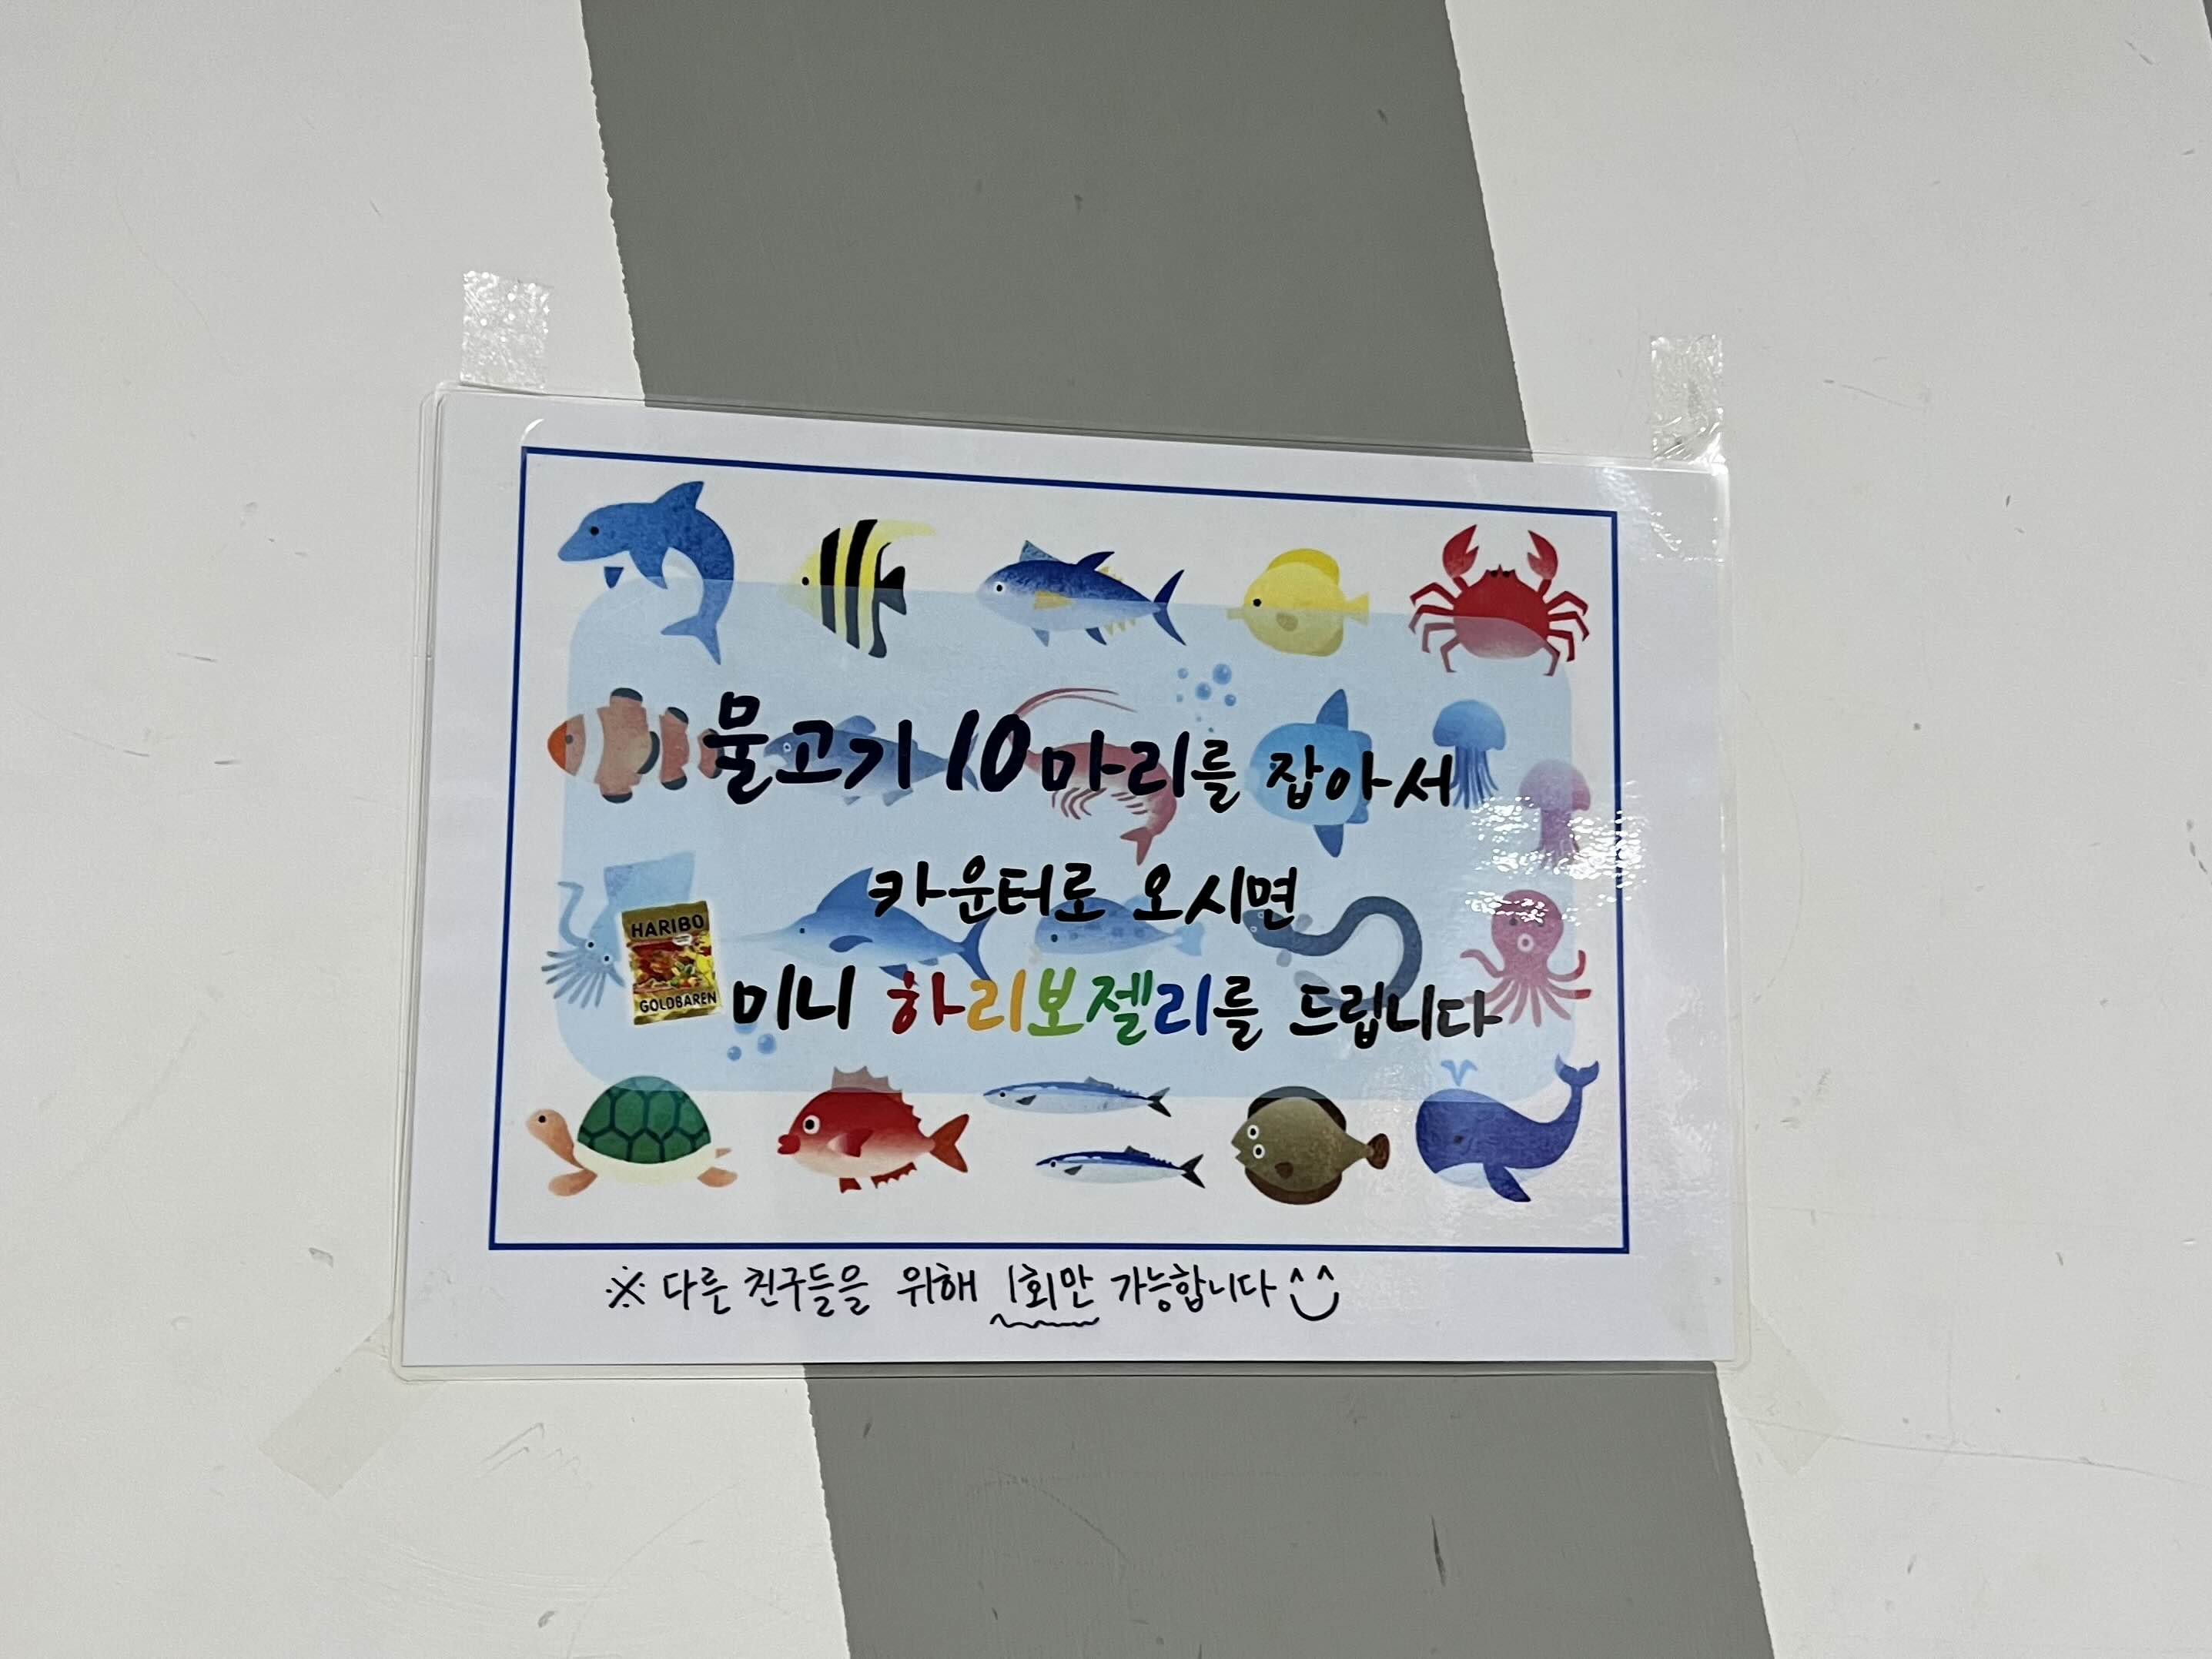 물고기 10마리를 잡아서
카운터로 오시면
HARIBO
GOLDBAREN
미니 하리보젤리를 드립니다
※ 다른 친구들을 위해 1회만 가능합니다^^